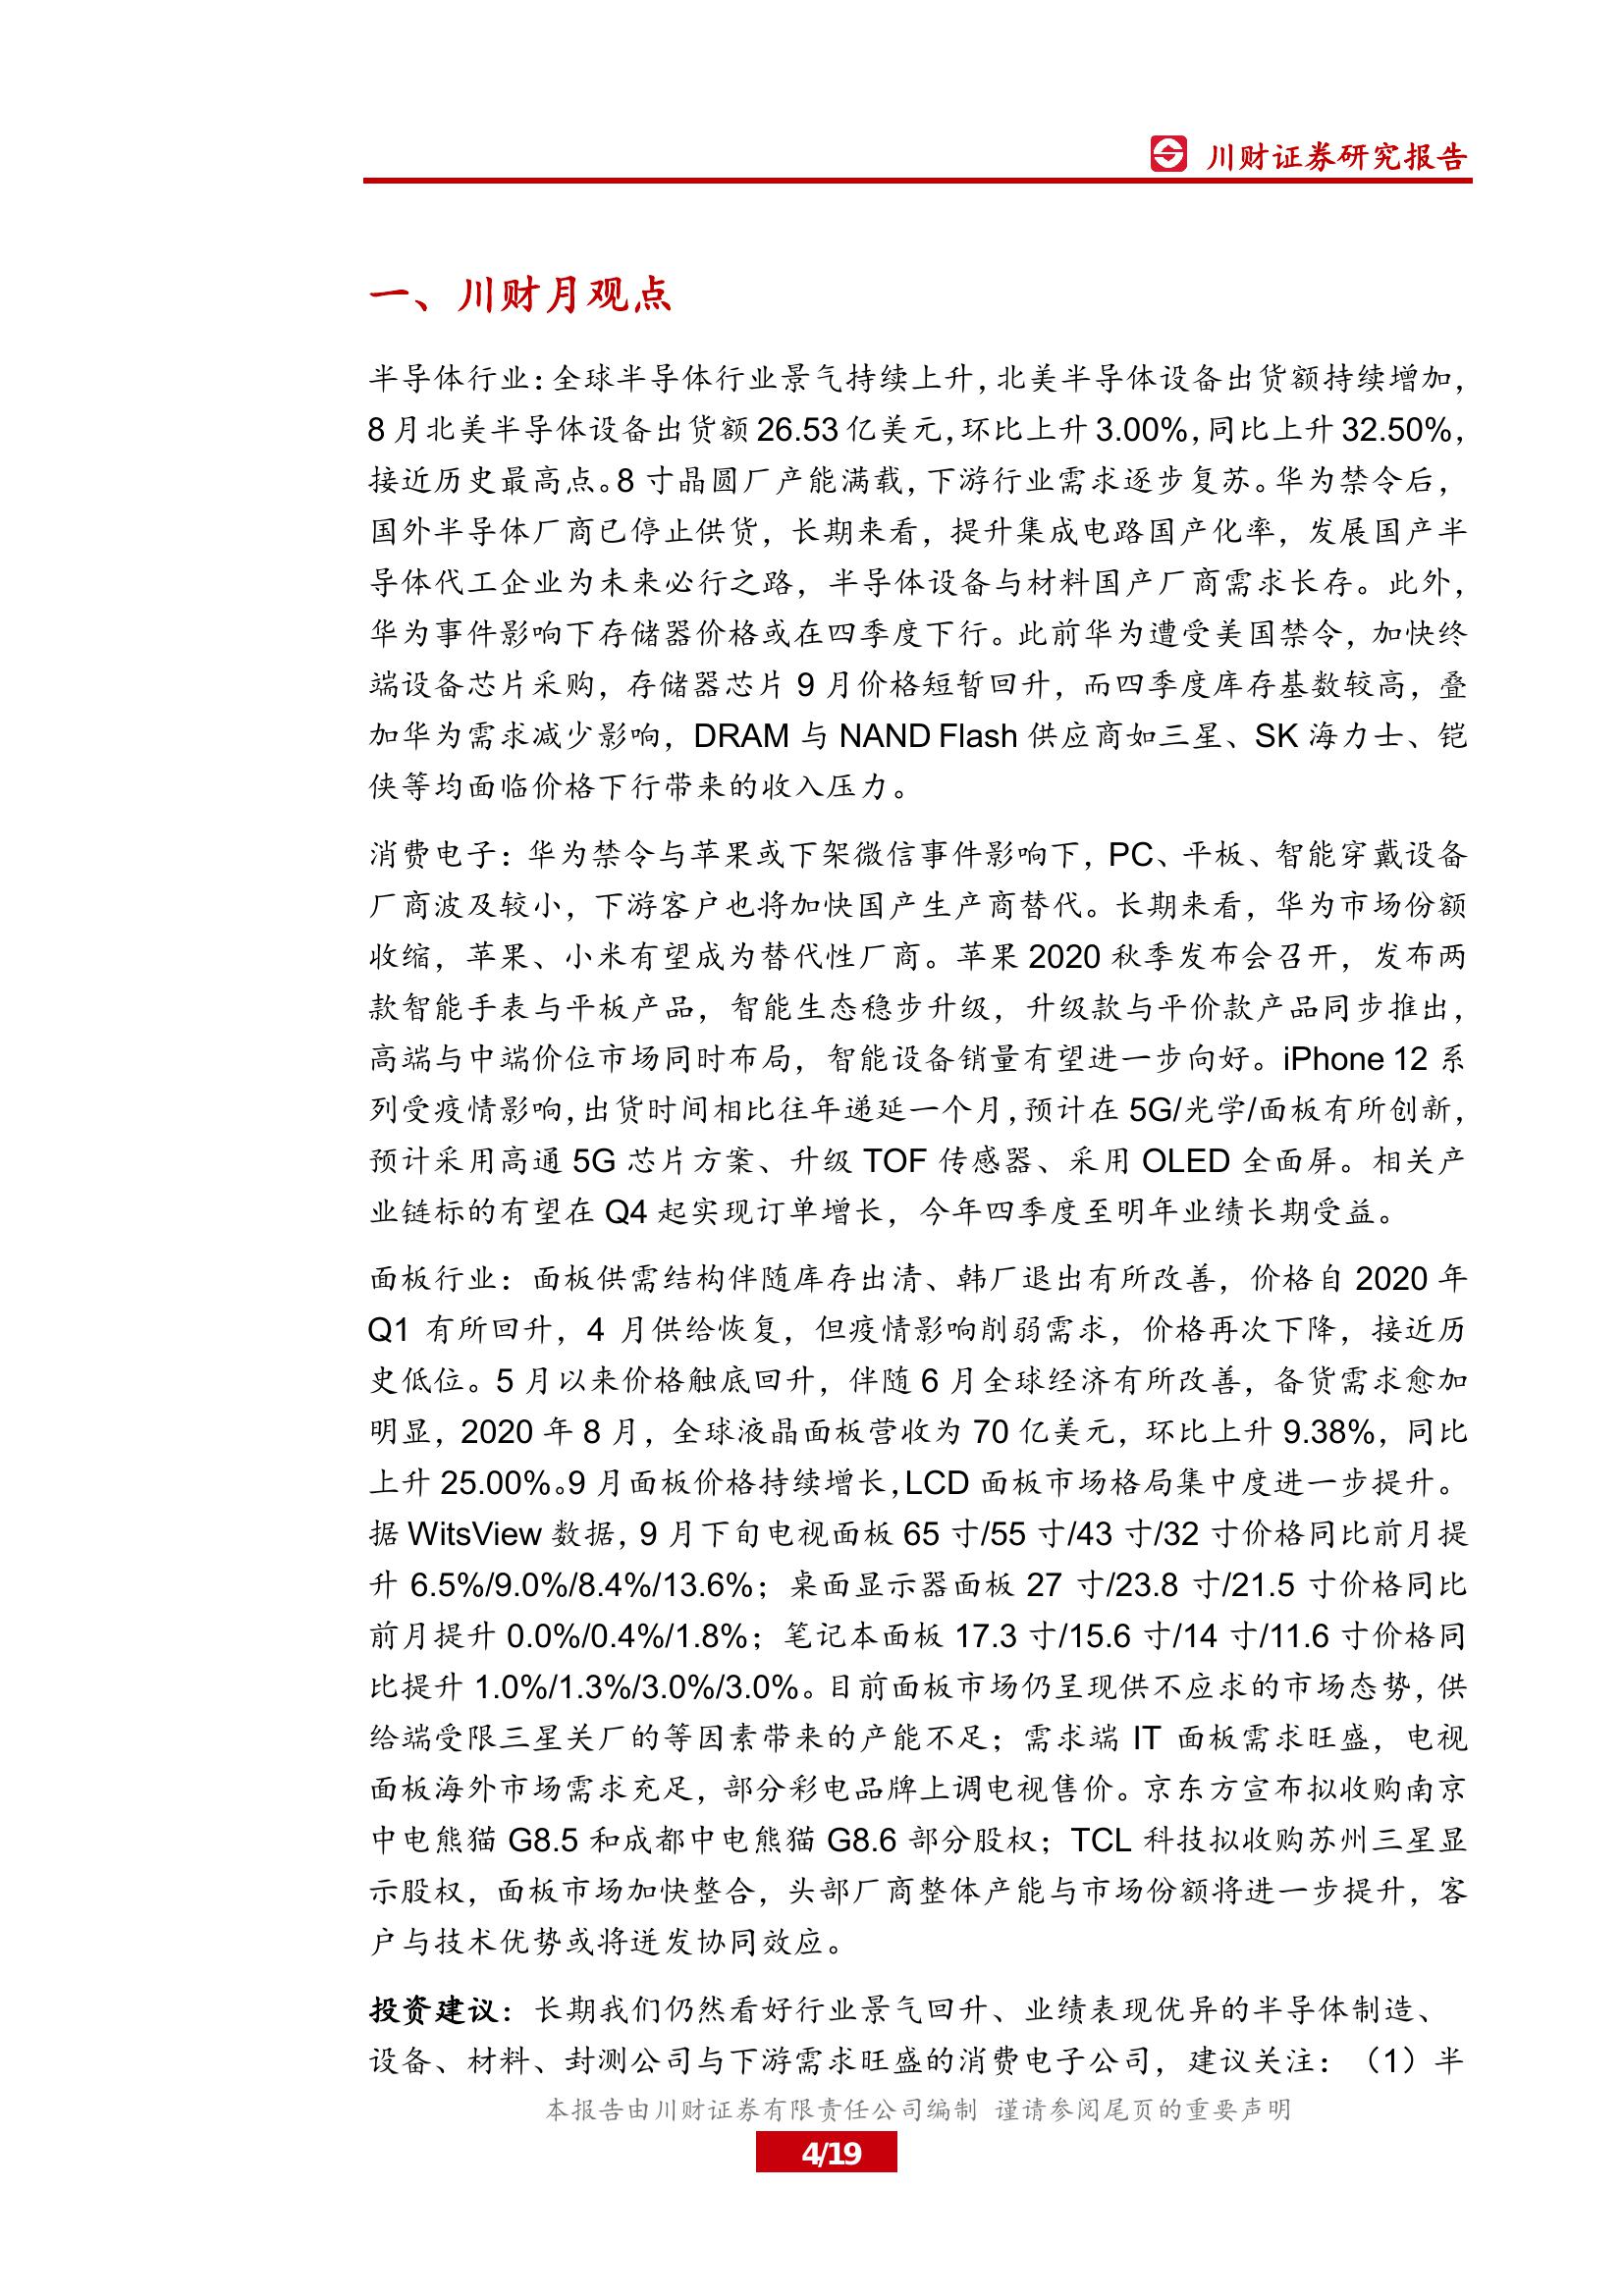 川财证券研究报告
一、川财月观点
半导体行业：全球半导体行业景气持续上升，北美半导体设备出货额持续增加，
8 月北美半导体设备出货额 26.53 亿美元，环比上升 3.00%，同比上升 32.50%，
接近历史最高点。8 寸晶圆厂产能满载，下游行业需求逐步复苏。华为禁令后，
国外半导体厂商已停止供货，长期来看，提升集成电路国产化率，发展国产半
导体代工企业为未来必行之路，半导体设备与材料国产厂商需求长存。此外，
华为事件影响下存储器价格或在四季度下行。此前华为遭受美国禁令，加快终
端设备芯片采购，存储器芯片 9 月价格短暂回升，而四季度库存基数较高，叠
加华为需求减少影响，DRAM 与 NAND Flash 供应商如三星、SK 海力士、铠
侠等均面临价格下行带来的收入压力。
消费电子：华为禁令与苹果或下架微信事件影响下，PC、平板、智能穿戴设备
厂商波及较小，下游客户也将加快国产生产商替代。长期来看，华为市场份额
收缩，苹果、小米有望成为替代性厂商。苹果 2020 秋季发布会召开，发布两
款智能手表与平板产品，智能生态稳步升级，升级款与平价款产品同步推出，
高端与中端价位市场同时布局，智能设备销量有望进一步向好。iPhone 12 系
列受疫情影响，出货时间相比往年递延一个月，预计在 5G/光学/面板有所创新，
预计采用高通 5G 芯片方案、升级 TOF 传感器、采用 OLED 全面屏。相关产
业链标的有望在 Q4 起实现订单增长，今年四季度至明年业绩长期受益。
面板行业：面板供需结构伴随库存出清、韩厂退出有所改善，价格自 2020 年
Q1 有所回升，4 月供给恢复，但疫情影响削弱需求，价格再次下降，接近历
史低位。5 月以来价格触底回升，伴随 6 月全球经济有所改善，备货需求愈加
明显，2020 年 8 月，全球液晶面板营收为 70 亿美元，环比上升 9.38%，同比
上升 25.00%。9 月面板价格持续增长，LCD 面板市场格局集中度进一步提升。
据 WitsView 数据，9 月下旬电视面板 65 寸/55 寸/43 寸/32 寸价格同比前月提
升 6.5%/9.0%/8.4%/13.6%；桌面显示器面板 27 寸/23.8 寸/21.5 寸价格同比
前月提升 0.0%/0.4%/1.8%；笔记本面板 17.3 寸/15.6 寸/14 寸/11.6 寸价格同
比提升 1.0%/1.3%/3.0%/3.0%。目前面板市场仍呈现供不应求的市场态势，供
给端受限三星关厂的等因素带来的产能不足；需求端 IT 面板需求旺盛，电视
面板海外市场需求充足，部分彩电品牌上调电视售价。京东方宣布拟收购南京
中电熊猫 G8.5 和成都中电熊猫 G8.6 部分股权；TCL 科技拟收购苏州三星显
示股权，面板市场加快整合，头部厂商整体产能与市场份额将进一步提升，客
户与技术优势或将迸发协同效应。
投资建议：长期我们仍然看好行业景气回升、业绩表现优异的半导体制造、
设备、材料、封测公司与下游需求旺盛的消费电子公司，建议关注：（1）半
本报告由川财证券有限责任公司编制 谨请参阅尾页的重要声明
4/19